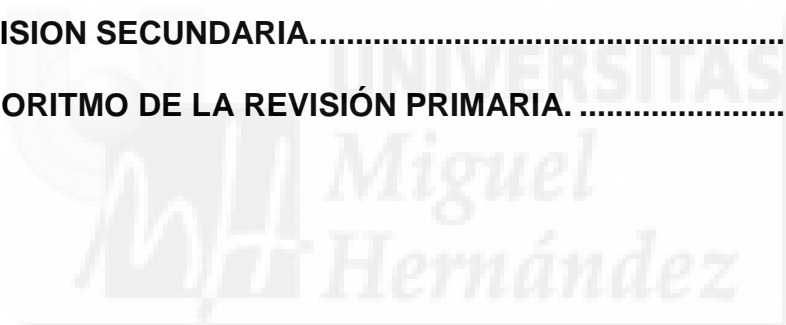 ISION SECUNDARIA......................................................
ORITMO DE LA REVISIÓN PRIMARIA. .........................
UNIVERSITAS
Miguel
Hernández